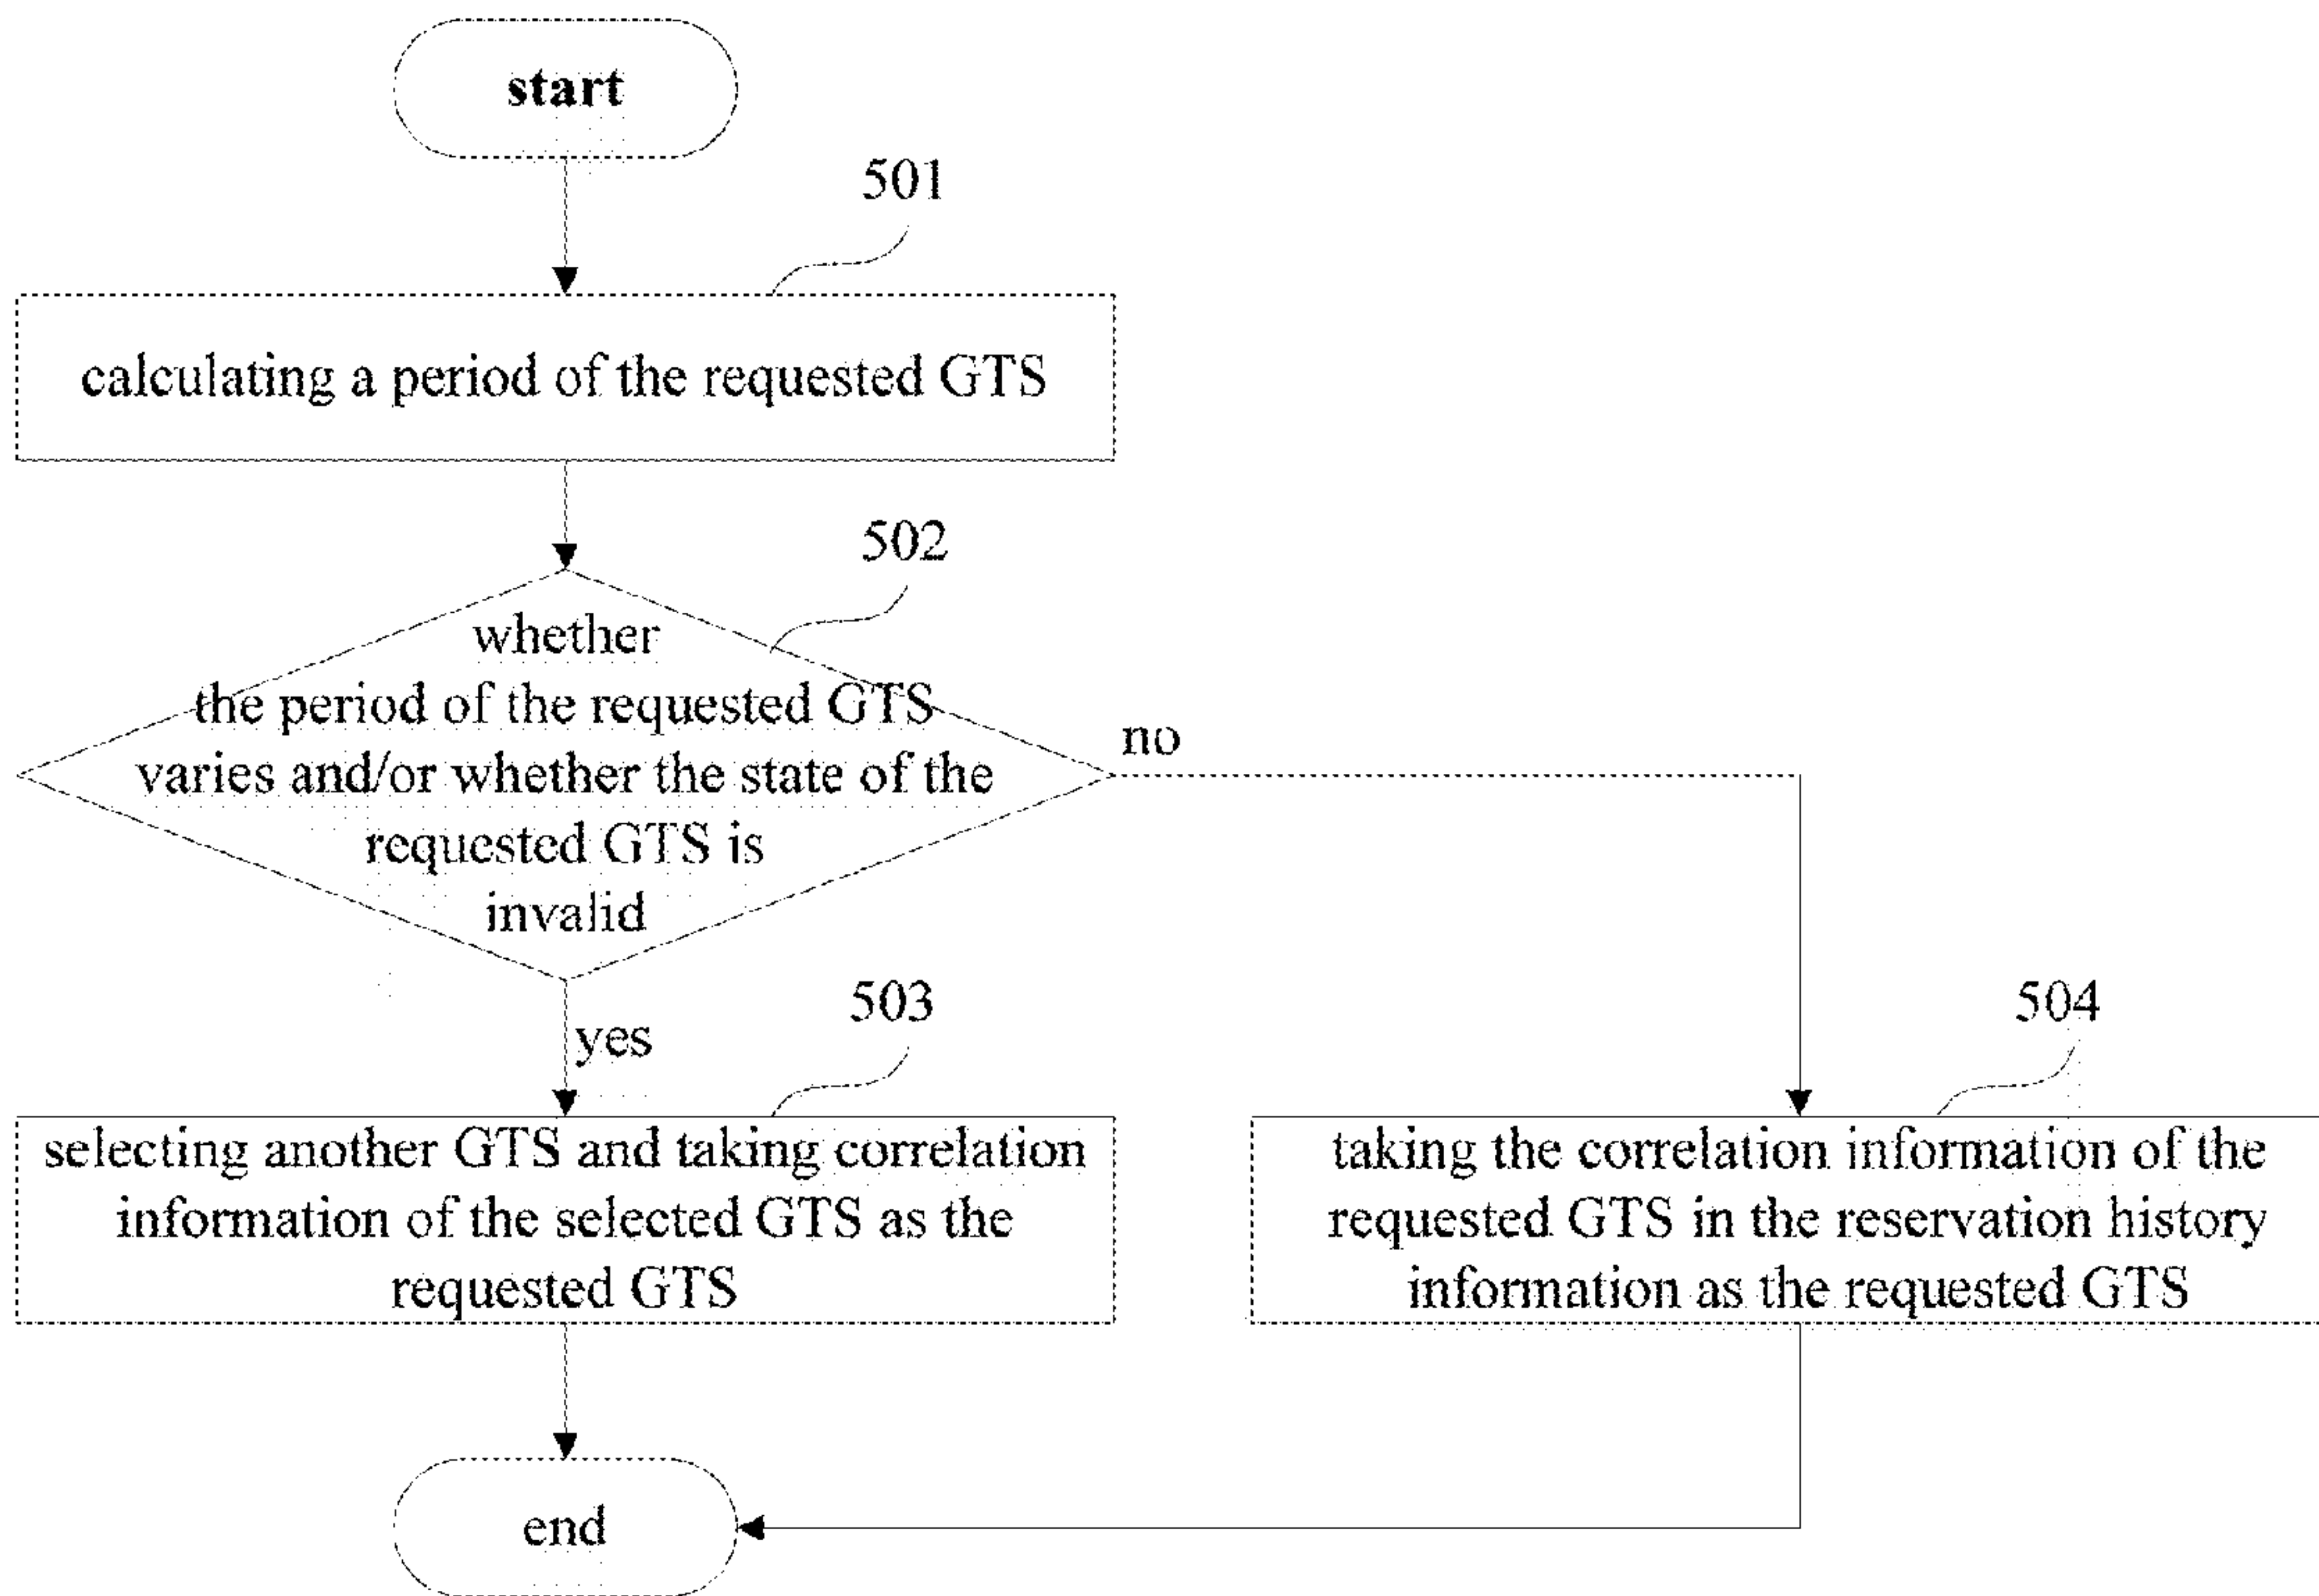 start
501
calculating a period of the requested GTS
502
whether
the period of the requested GTS
varies and/or whether the state of the
requested GTS is
invalid
no
yes
503
504
selecting another GTS and taking correlation
information of the selected GTS as the
requested GTS
taking the correlation information of the
requested GTS in the reservation history
information as the requested GTS
end